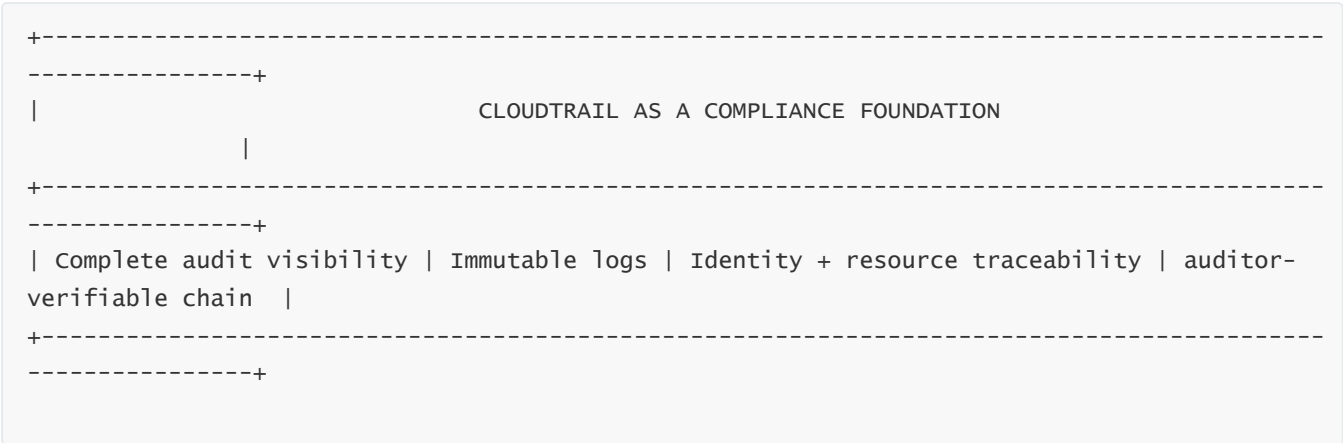 +-------------------------------------------------------------------------------------------
----------------+
| CLOUDTRAIL AS A COMPLIANCE FOUNDATION
|
+-------------------------------------------------------------------------------------------
----------------+
| Complete audit visibility | Immutable logs | Identity + resource traceability | auditor-
verifiable chain |
+-------------------------------------------------------------------------------------------
----------------+